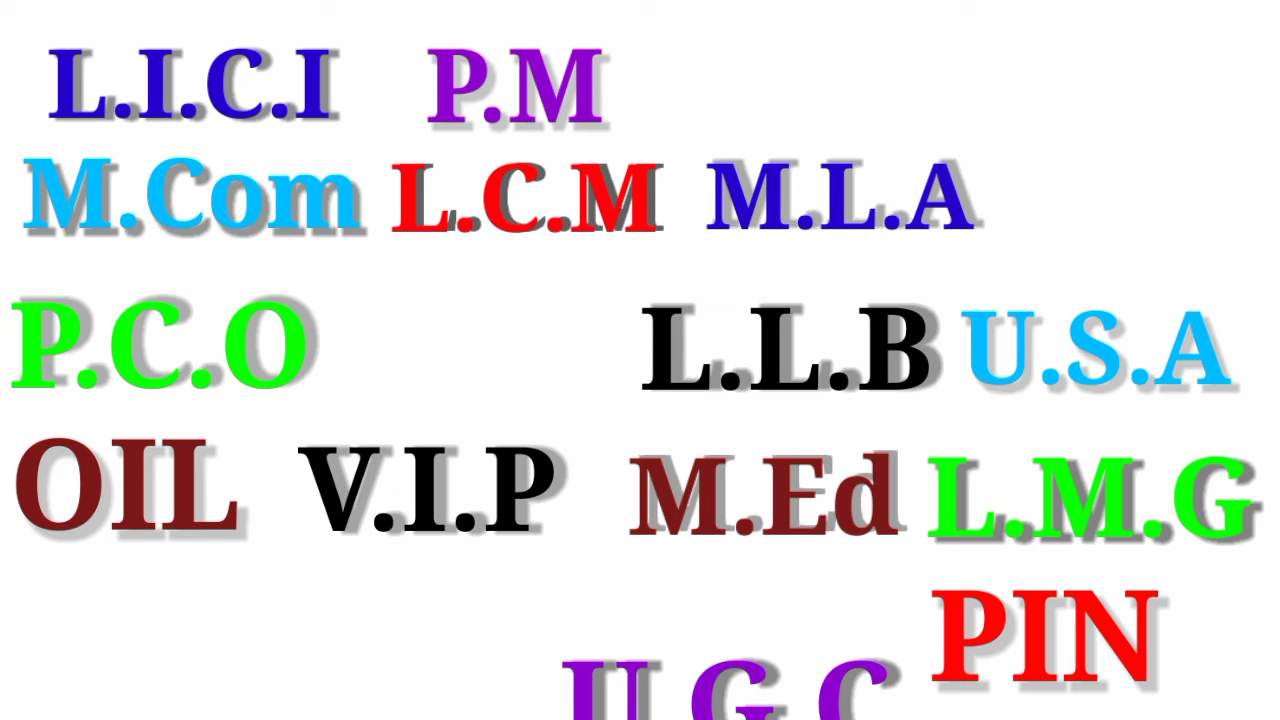 L.I.C.I P.M
M.Com L.C.M M.L.A
P.C.O L.L.B U.S.A
OIL V.I.P M.Ed L.M.G
PIN
U.G.C